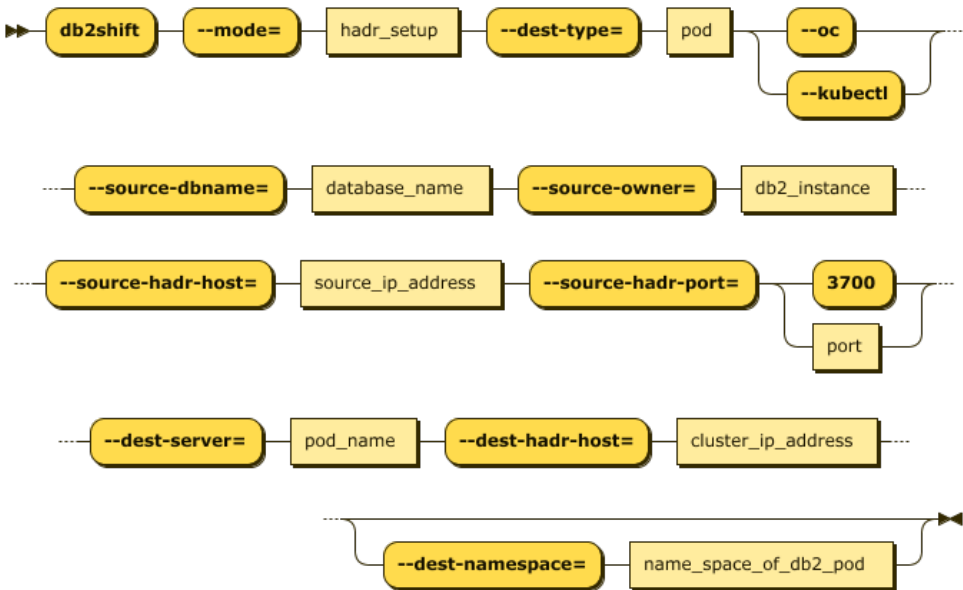 db2shift --mode= hadr_setup --dest-type= pod --oc
--kubectl
--source-dbname= database_name --source-owner= db2_instance
--source-hadr-host= source_ip_address --source-hadr-port= 3700
port
--dest-server= pod_name --dest-hadr-host= cluster_ip_address
--dest-namespace= name_space_of_db2_pod